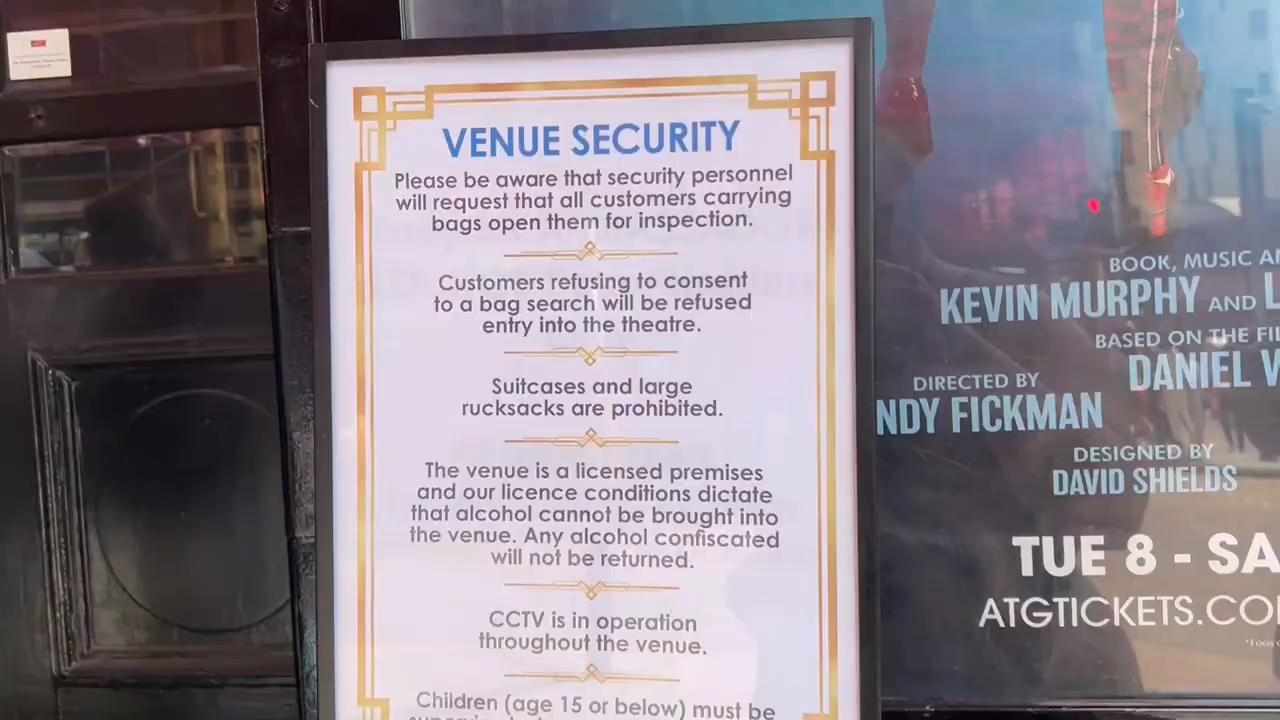 VENUE SECURITY
Please be aware that security personnel
will request that all customers carrying
bags open them for inspection.
Customers refusing to consent
to a bag search will be refused
entry into the theatre.
Suitcases and large
rucksacks are prohibited.
The venue is a licensed premises
and our licence conditions dictate
that alcohol cannot be brought into
the venue. Any alcohol confiscated
will not be returned.
CCTV is in operation
throughout the venue.
Children (age 15 or below) must be
BOOK, MUSIC
KEVIN MURPHY AND
BASED ON THE
DANIEL
DIRECTED BY
FICKMAN
DESIGNED BY
DAVID SHIELDS
TUE 8 - SA
ATGTICKETS.CO